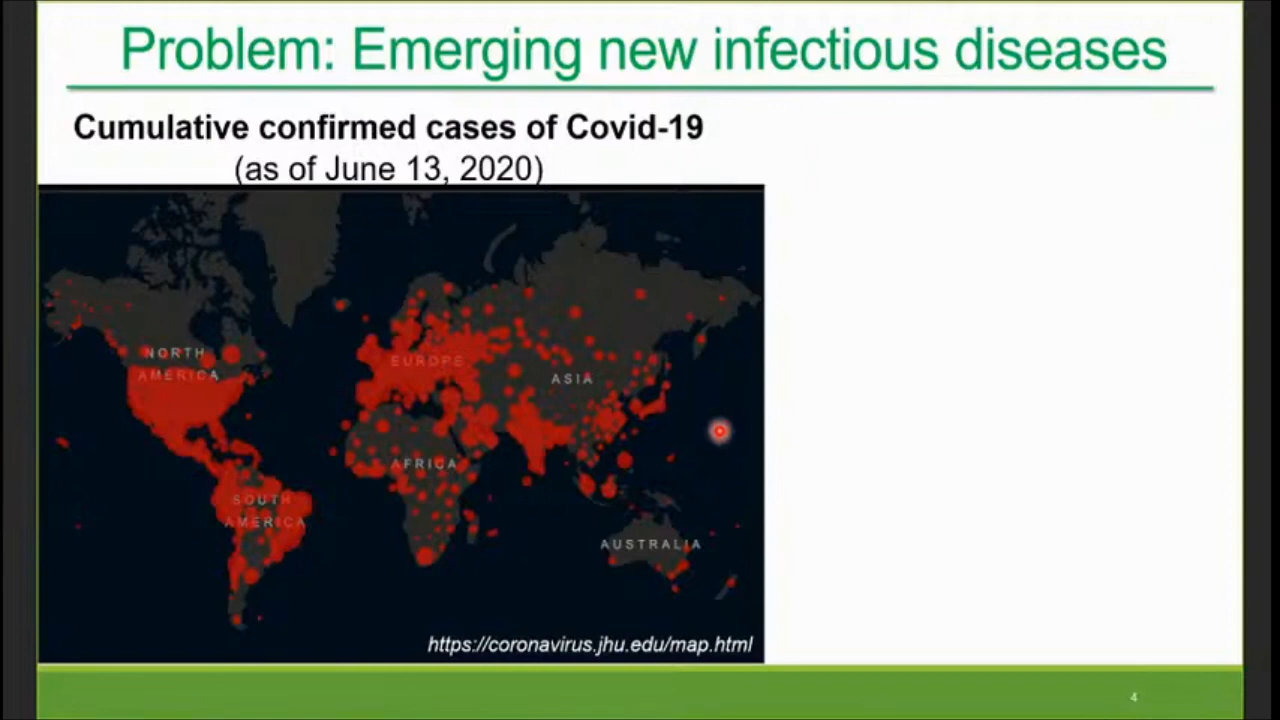 Problem: Emerging new infectious diseases
Cumulative confirmed cases of Covid-19
(as of June 13, 2020)
NORTH
AMERICA
EUROPE
ASIA
AFRICA
SOUTH
AMERICA
AUSTRALIA
https://coronavirus.jhu.edu/map.html
4